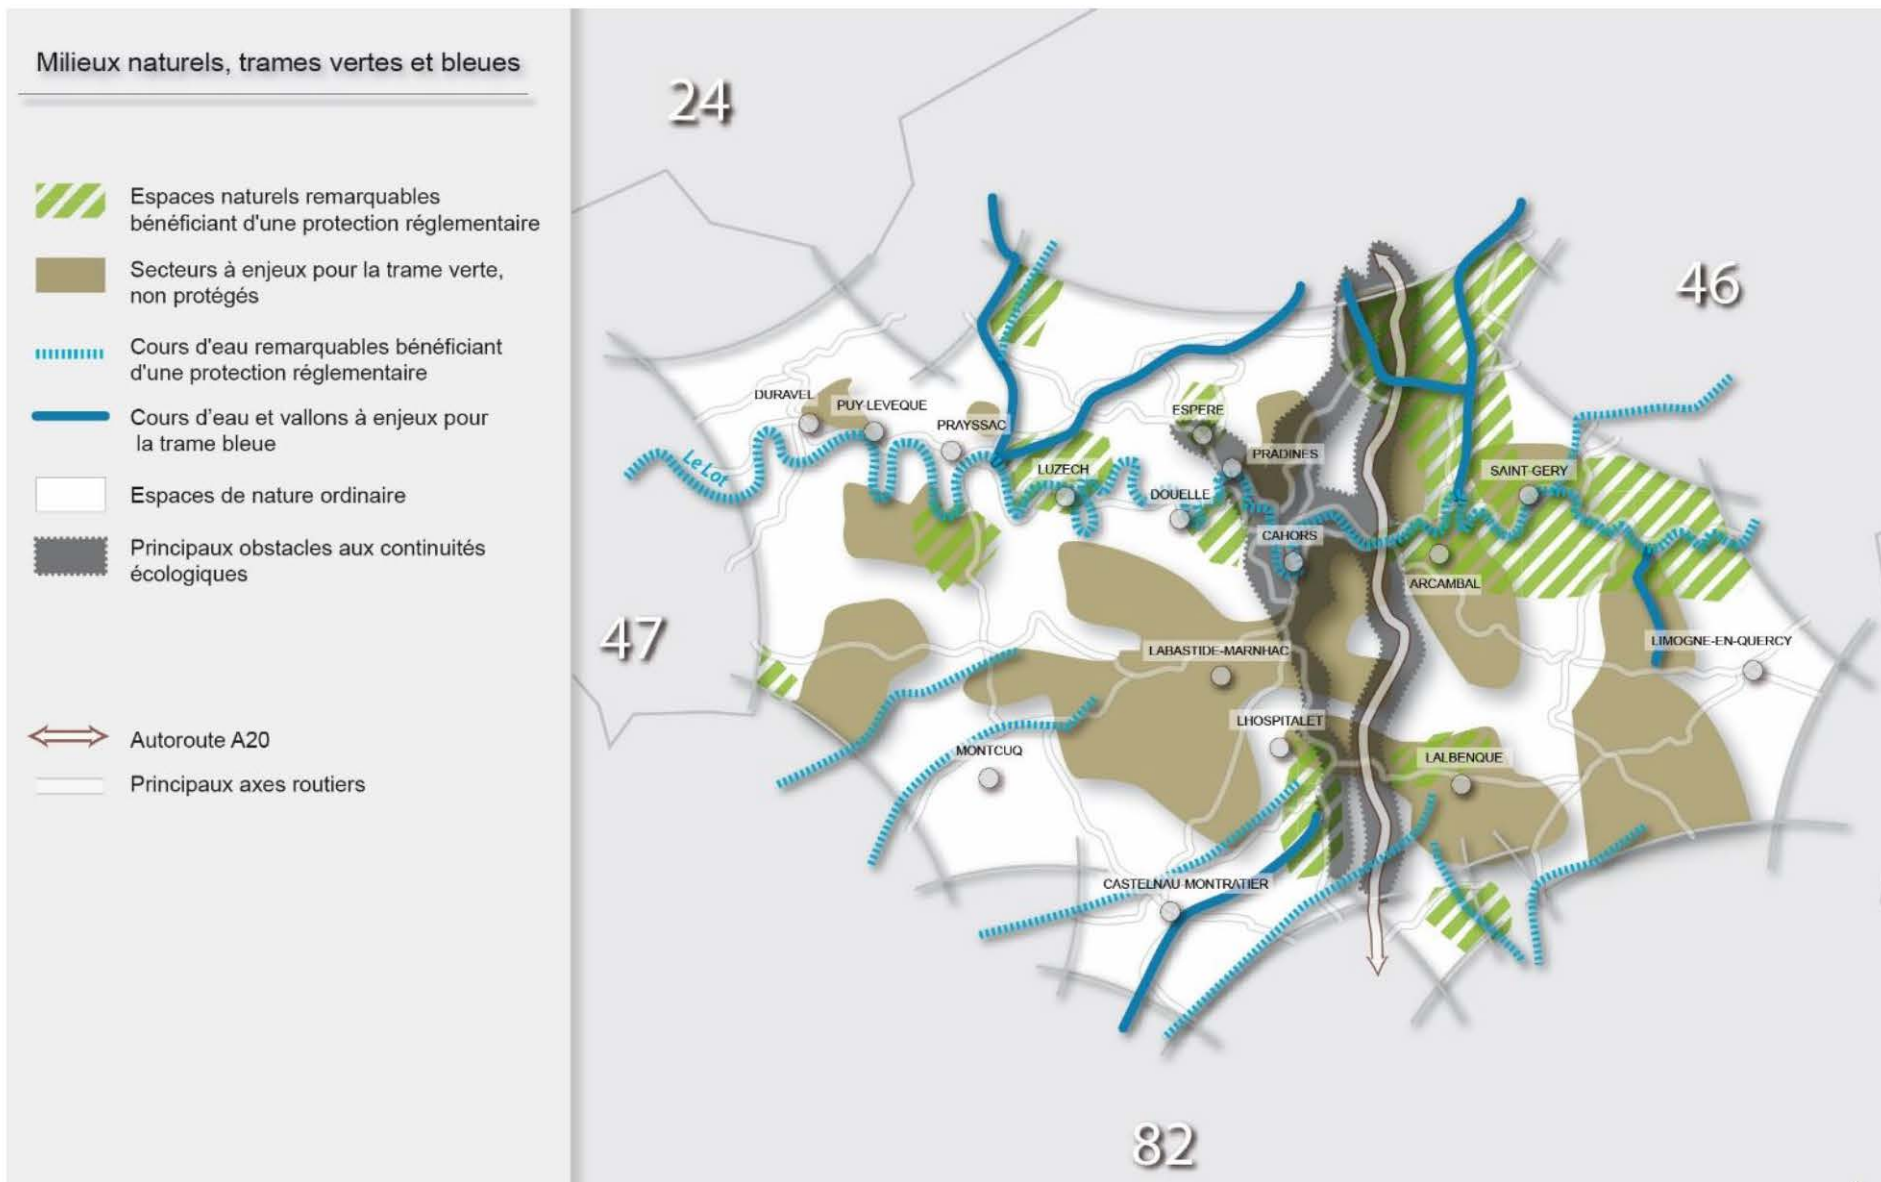 Milieux naturels, trames vertes et bleues
Espaces naturels remarquables
bénéficiant d'une protection réglementaire
Secteurs à enjeux pour la trame verte,
non protégés
Cours d'eau remarquables bénéficiant
d'une protection réglementaire
Cours d'eau et vallons à enjeux pour
la trame bleue
Espaces de nature ordinaire
Principaux obstacles aux continuités
écologiques
Autoroute A20
Principaux axes routiers
24
46
47
82
DURAVEL
PUY-LEVEQUE
PRAYSSAC
Le Lot
LUZECH
ESPERE
PRADINES
DOUELLE
CAHORS
SAINT-GERY
ARCAMBAL
LIMOGNE-EN-QUERCY
LABASTIDE-MARNHAC
LHOSPITALET
MONTCUQ
LALBENQUE
CASTELNAU-MONTRATIER